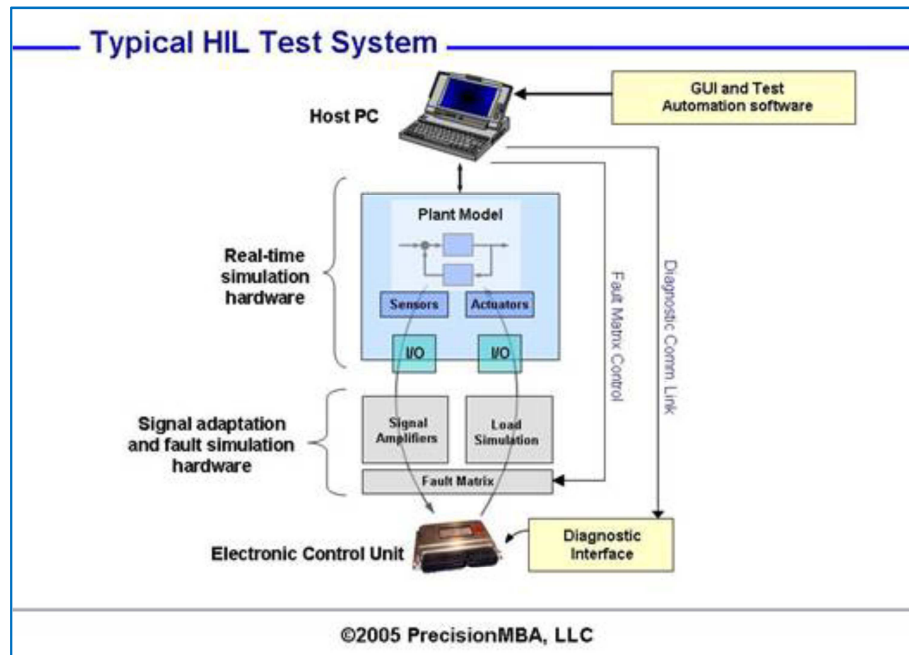 Typical HIL Test System
GUI and Test
Automation software
Host PC
Plant Model
Real-time
simulation
hardware
Sensors
Actuators
I/O
I/O
Fault Matrix Control
Diagnostic Comm. Link
Signal adaptation
and fault simulation
hardware
Signal
Amplifiers
Load
Simulation
Fault Matrix
Electronic Control Unit
Diagnostic
Interface
©2005 PrecisionMBA, LLC